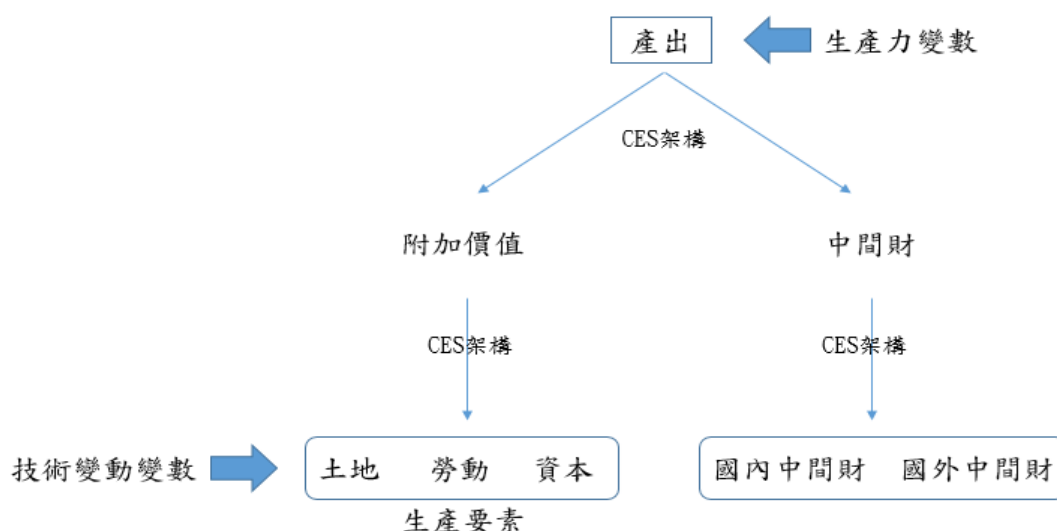 產出
生產力變數
CES架構
附加價值
中間財
CES架構
CES架構
技術變動變數
土地 勞動 資本
國內中間財 國外中間財
生產要素